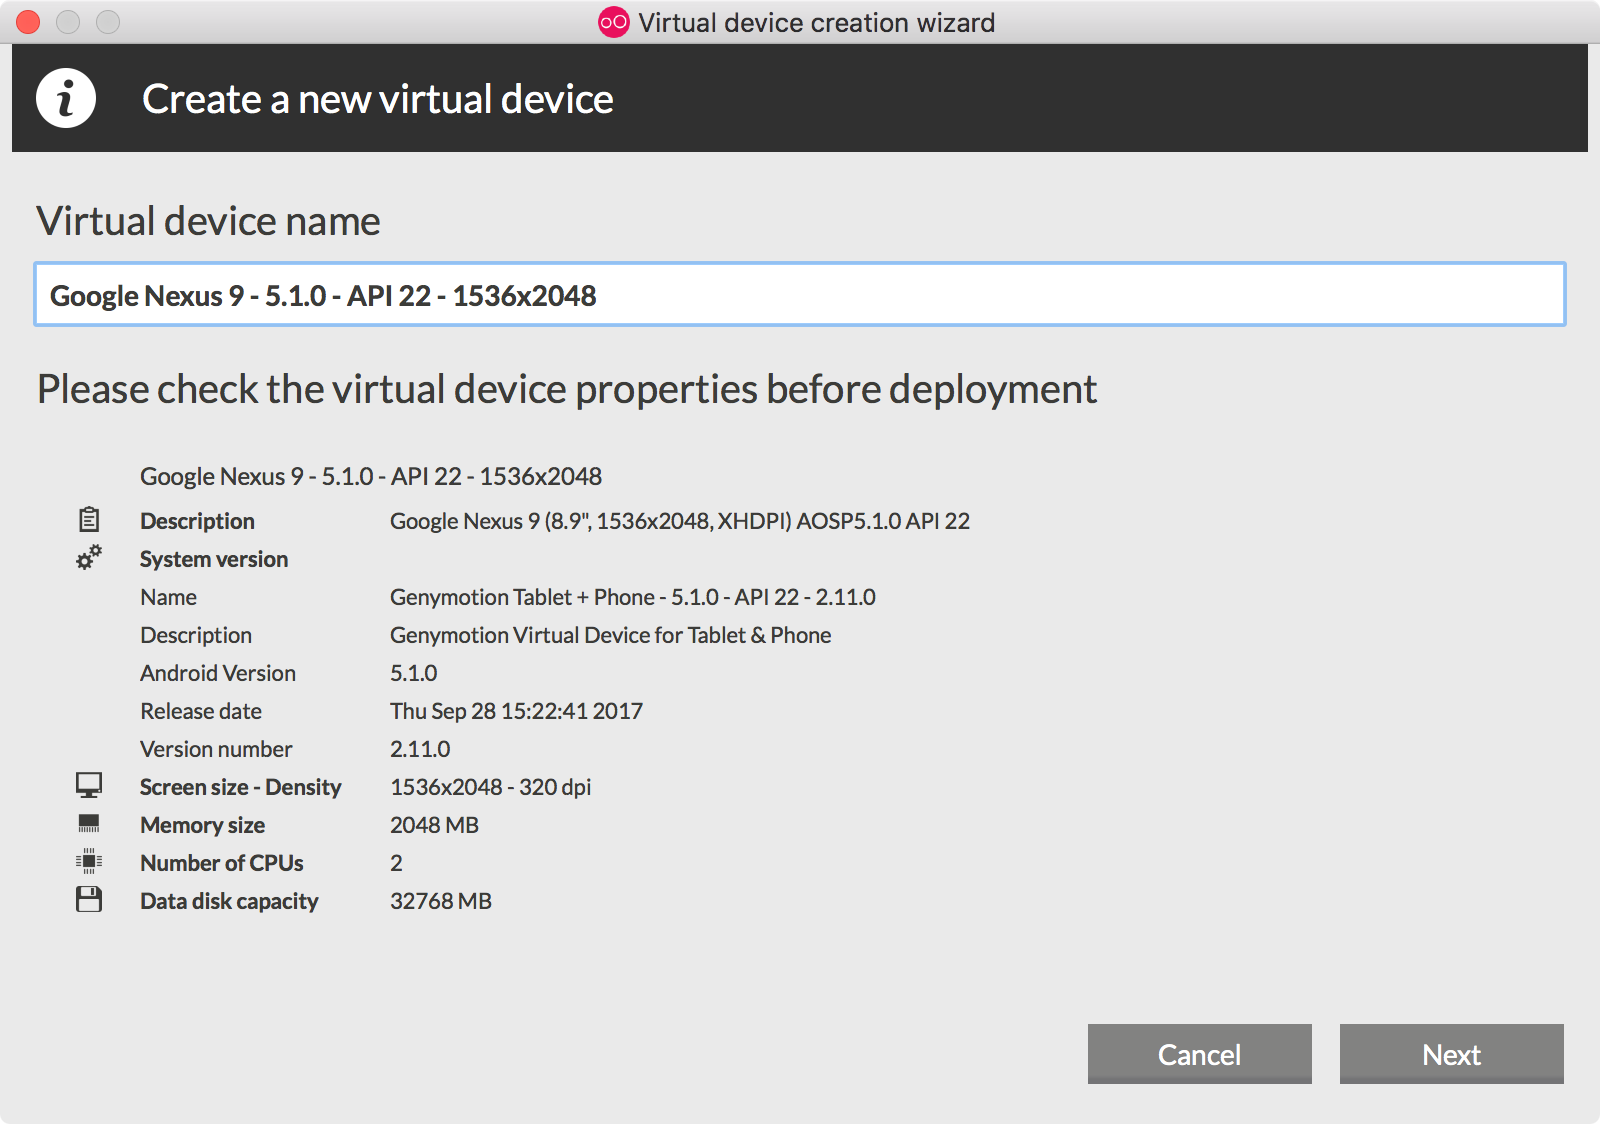 Virtual device creation wizard
Create a new virtual device
Virtual device name
Google Nexus 9 - 5.1.0 - API 22 - 1536x2048
Please check the virtual device properties before deployment
Google Nexus 9 - 5.1.0 - API 22 - 1536x2048
Description Google Nexus 9 (8.9", 1536x2048, XHDPI) AOSP5.1.0 API 22
System version
Name Genymotion Tablet + Phone - 5.1.0 - API 22 - 2.11.0
Description Genymotion Virtual Device for Tablet & Phone
Android Version 5.1.0
Release date Thu Sep 28 15:22:41 2017
Version number 2.11.0
Screen size - Density 1536x2048 - 320 dpi
Memory size 2048 MB
Number of CPUs 2
Data disk capacity 32768 MB
Cancel Next